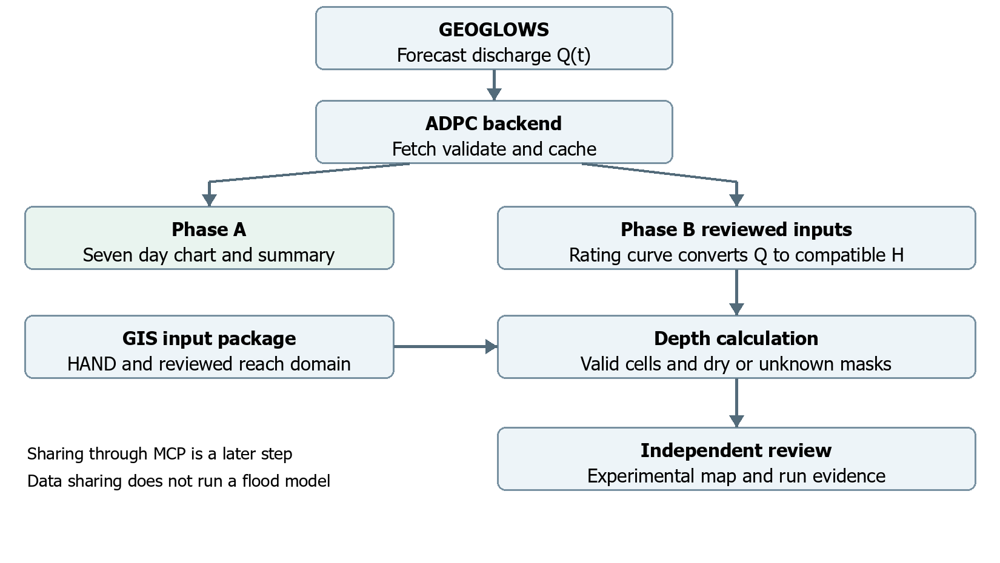 GEOGLOWS
Forecast discharge Q(t)
ADPC backend
Fetch validate and cache
Phase A
Seven day chart and summary
Phase B reviewed inputs
Rating curve converts Q to compatible H
GIS input package
HAND and reviewed reach domain
Depth calculation
Valid cells and dry or unknown masks
Sharing through MCP is a later step
Data sharing does not run a flood model
Independent review
Experimental map and run evidence